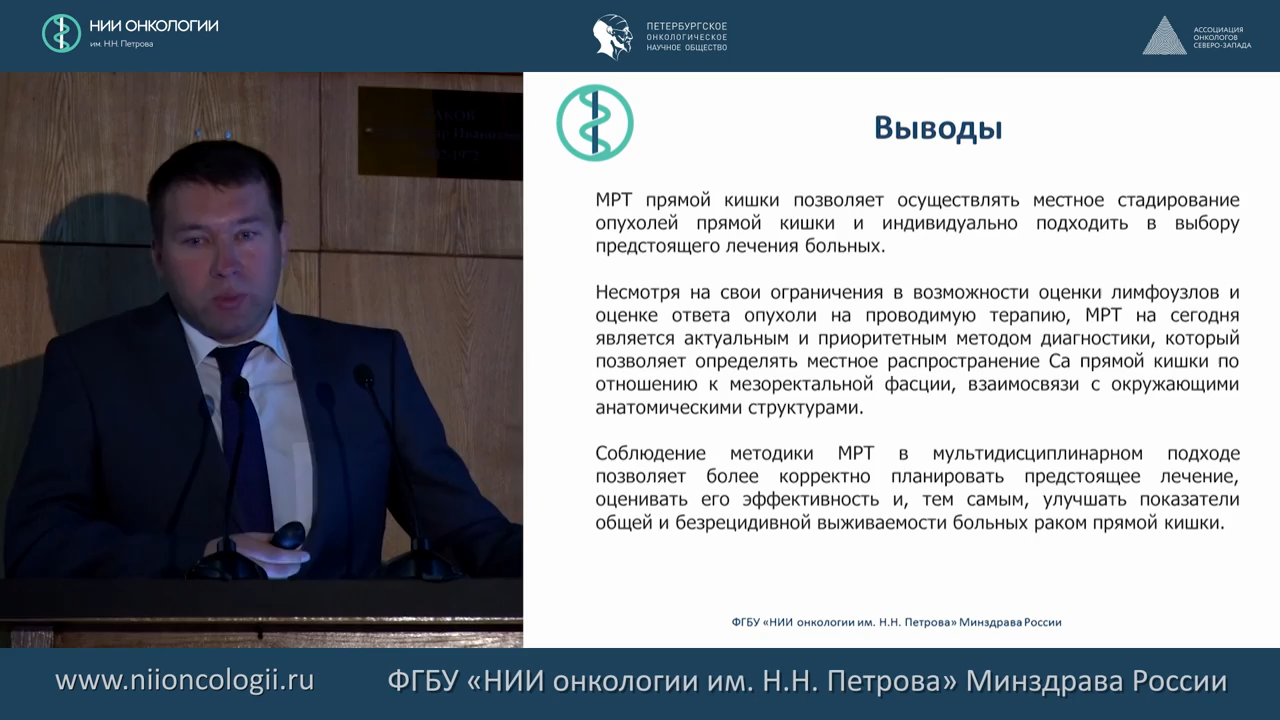 НИИ ОНКОЛОГИИ
им. Н.Н. Петрова
ПЕТЕРБУРГСКОЕ
ОНКОЛОГИЧЕСКОЕ
НАУЧНОЕ ОБЩЕСТВО
АССОЦИАЦИЯ
ОНКОЛОГОВ
СЕВЕРО-ЗАПАДА
Выводы
МРТ прямой кишки позволяет осуществлять местное стадирование
опухолей прямой кишки и индивидуально подходить в выбору
предстоящего лечения больных.
Несмотря на свои ограничения в возможности оценки лимфоузлов и
оценке ответа опухоли на проводимую терапию, МРТ на сегодня
является актуальным и приоритетным методом диагностики, который
позволяет определять местное распространение Са прямой кишки по
отношению к мезоректальной фасции, взаимосвязи с окружающими
анатомическими структурами.
Соблюдение методики МРТ в мультидисциплинарном подходе
позволяет более корректно планировать предстоящее лечение,
оценивать его эффективность и, тем самым, улучшать показатели
общей и безрецидивной выживаемости больных раком прямой кишки.
ФГБУ «НИИ онкологии им. Н.Н. Петрова» Минздрава России
www.niioncologii.ru
ФГБУ «НИИ онкологии им. Н.Н. Петрова» Минздрава России